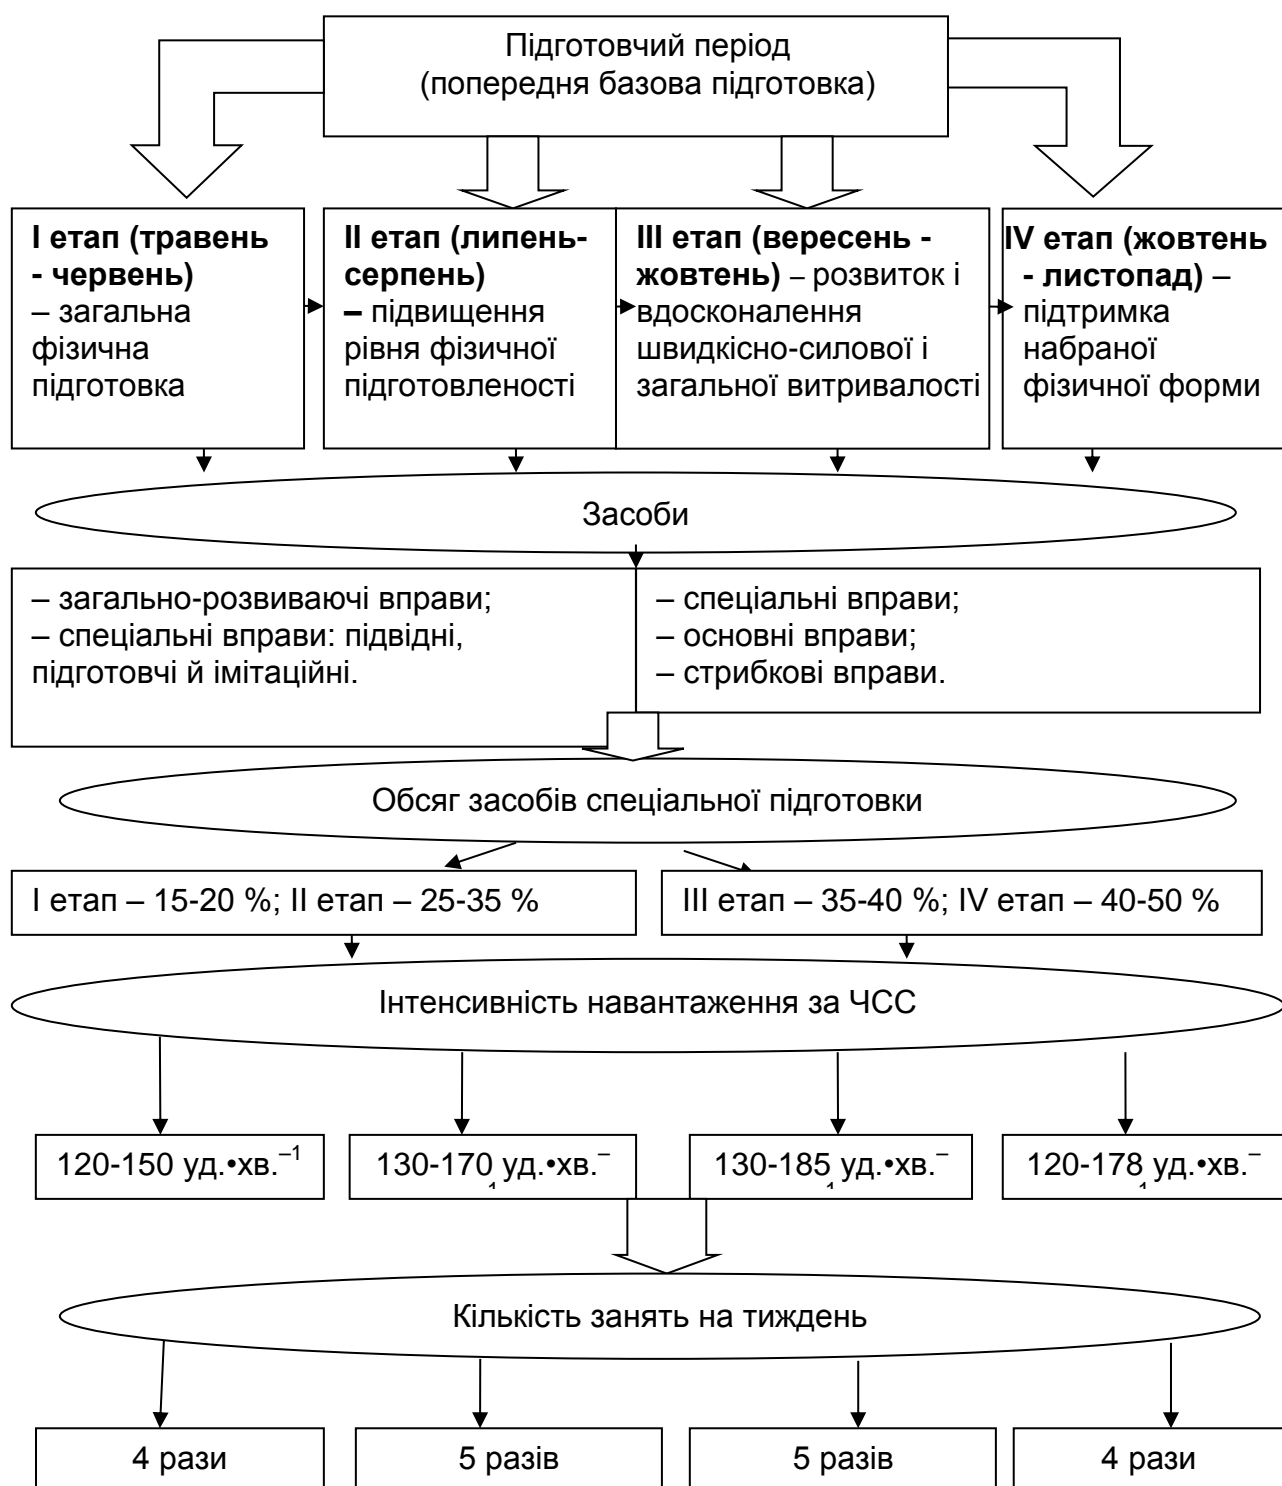 Підготовчий період
(попередня базова підготовка)
І етап (травень
- червень)
– загальна
фізична
підготовка
ІІ етап (липень-
серпень)
– підвищення
рівня фізичної
підготовленості
ІІІ етап (вересень -
жовтень) – розвиток і
вдосконалення
швидкісно-силової і
загальної витривалості
IV етап (жовтень
- листопад) –
підтримка
набраної
фізичної форми
Засоби
– загально-розвиваючі вправи;
– спеціальні вправи: підвідні,
підготовчі й імітаційні.
– спеціальні вправи;
– основні вправи;
– стрибкові вправи.
Обсяг засобів спеціальної підготовки
І етап – 15-20 %; ІІ етап – 25-35 %
ІІІ етап – 35-40 %; IV етап – 40-50 %
Інтенсивність навантаження за ЧСС
120-150 уд.•хв.⁻¹
130-170 уд.•хв.⁻
¹
130-185 уд.•хв.⁻
¹
120-178 уд.•хв.⁻
¹
Кількість занять на тиждень
4 рази
5 разів
5 разів
4 рази